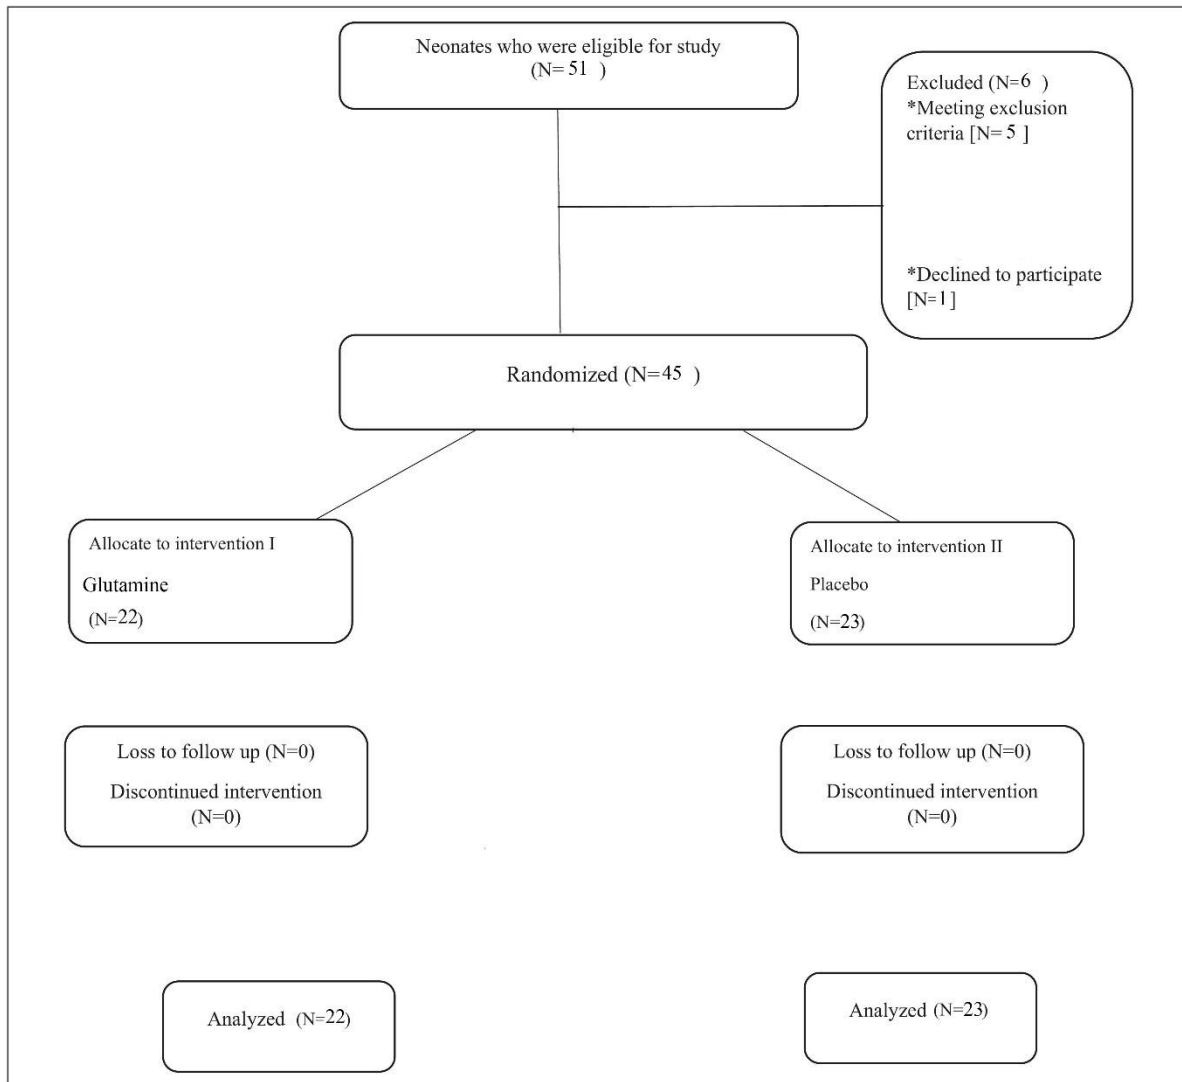 Neonates who were eligible for study
(N= 51 )
Excluded (N=6 )
*Meeting exclusion
criteria [N= 5 ]
*Declined to participate
[N=1]
Randomized (N=45 )
Allocate to intervention I
Glutamine
(N=22)
Allocate to intervention II
Placebo
(N=23)
Loss to follow up (N=0)
Discontinued intervention
(N=0)
Loss to follow up (N=0)
Discontinued intervention
(N=0)
Analyzed (N=22)
Analyzed (N=23)